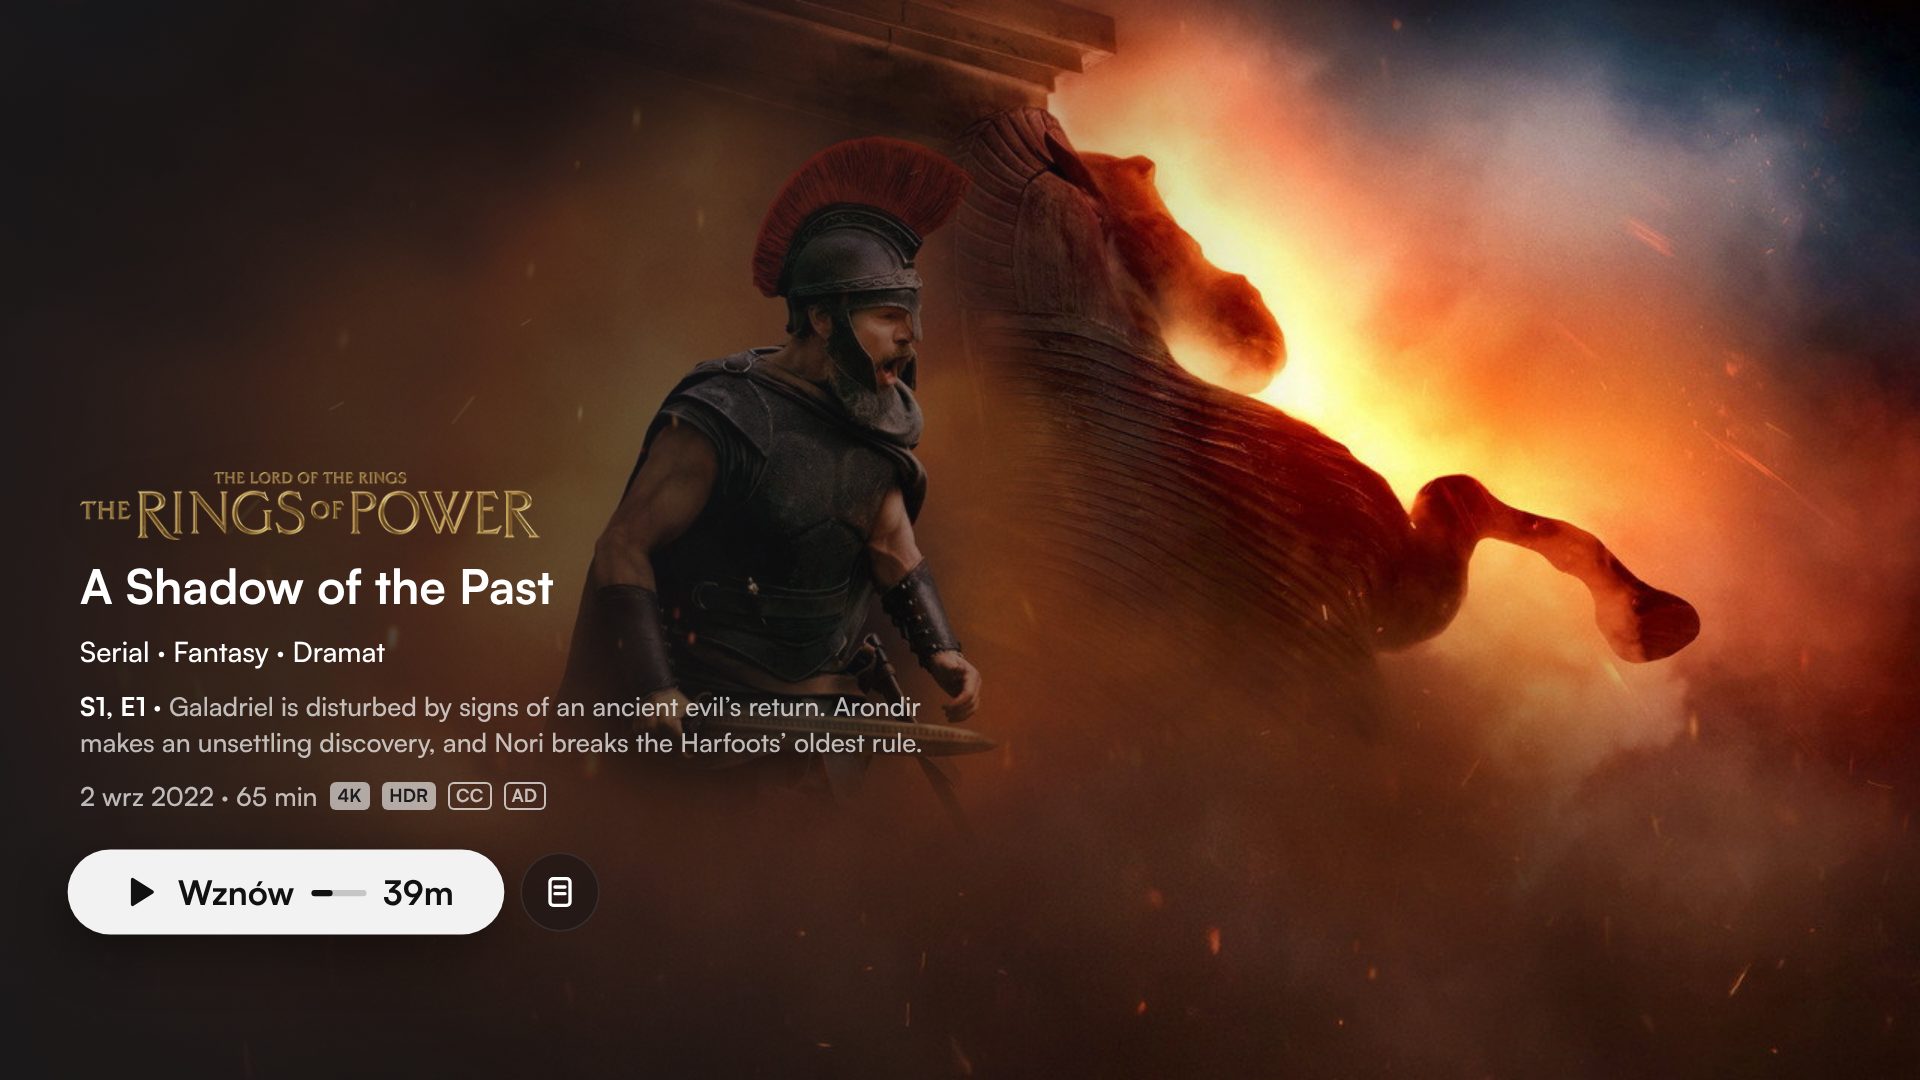 THE LORD OF THE RINGS
THE RINGS OF POWER
A Shadow of the Past
Serial · Fantasy · Dramat
S1, E1 · Galadriel is disturbed by signs of an ancient evil’s return. Arondir
makes an unsettling discovery, and Nori breaks the Harfoots’ oldest rule.
2 wrz 2022 · 65 min 4K HDR CC AD
Wznów 39m